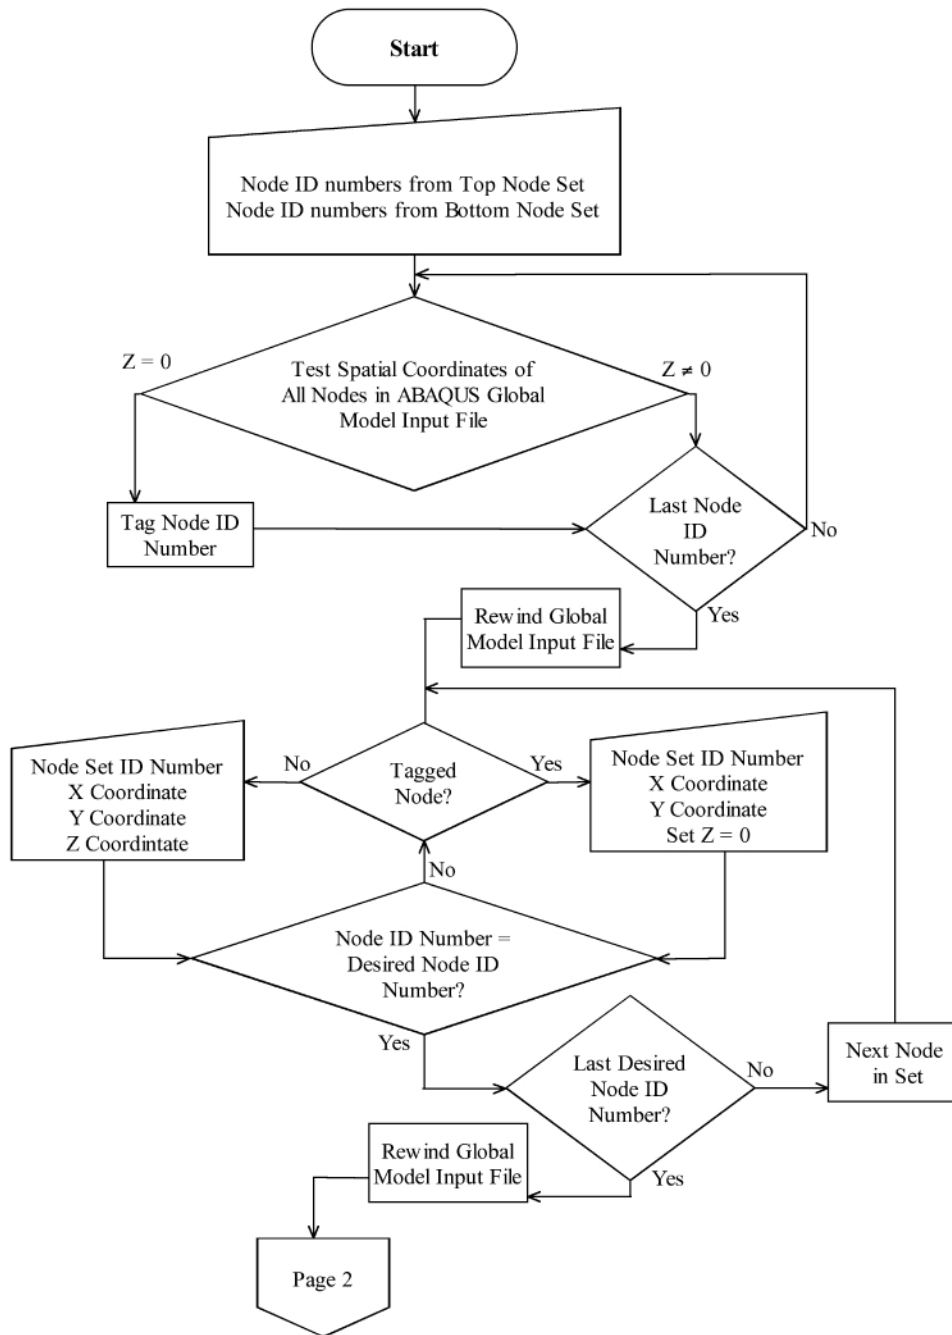 Start
Node ID numbers from Top Node Set
Node ID numbers from Bottom Node Set
Z = 0
Test Spatial Coordinates of
All Nodes in ABAQUS Global
Model Input File
Z ≠ 0
Tag Node ID
Number
Last Node
ID
Number?
No
Yes
Rewind Global
Model Input File
Node Set ID Number
X Coordinate
Y Coordinate
Z Coordintate
No
Tagged
Node?
Yes
Node Set ID Number
X Coordinate
Y Coordinate
Set Z = 0
No
Node ID Number =
Desired Node ID
Number?
Yes
Last Desired
Node ID
Number?
No
Next Node
in Set
Yes
Rewind Global
Model Input File
Page 2